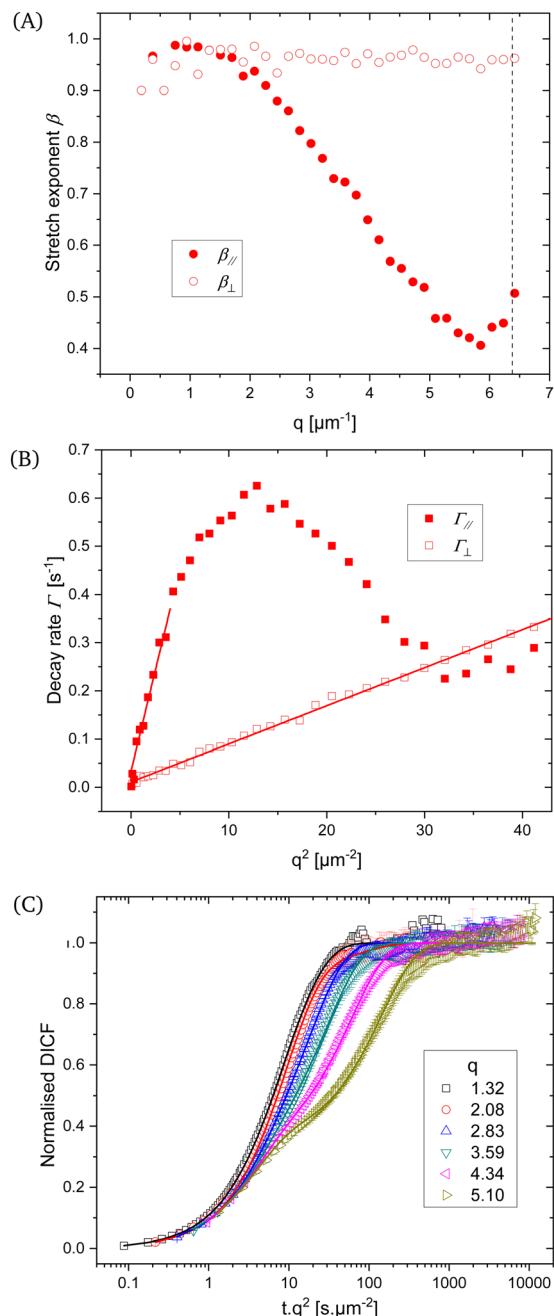 (A)
1.0
0.9
0.8
0.7
0.6
0.5
0.4
Stretch exponent β
β//
β⊥
0 1 2 3 4 5 6 7
q [µm-1]
(B)
0.7
0.6
0.5
0.4
0.3
0.2
0.1
0.0
Decay rate Γ [s-1]
Γ//
Γ⊥
0 10 20 30 40
q2 [µm-2]
(C)
1.0
0.8
0.6
0.4
0.2
0.0
Normalised DICF
q
1.32
2.08
2.83
3.59
4.34
5.10
0.1 1 10 100 1000 10000
t.q2 [s.µm-2]